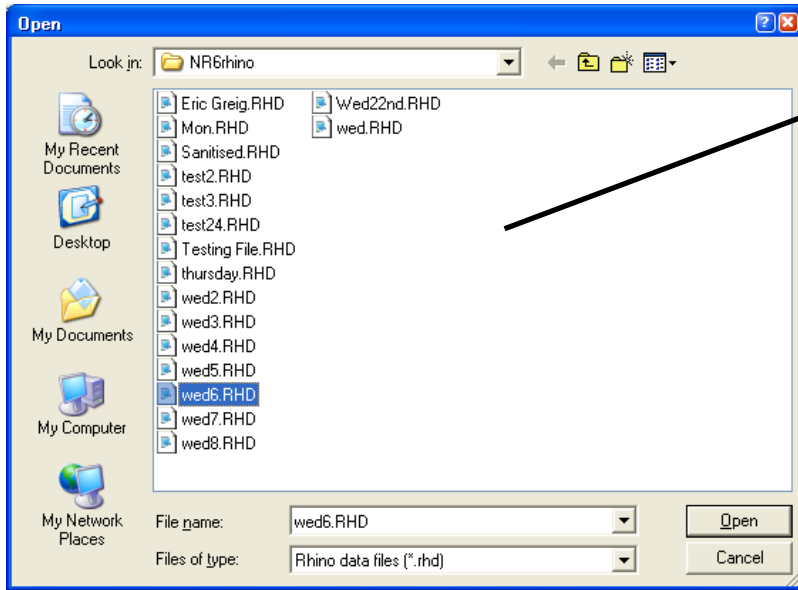 Open
Look in: NR6rhino
My Recent
Documents
Desktop
My Documents
My Computer
My Network
Places
Eric Greig.RHD
Mon.RHD
Sanitised.RHD
test2.RHD
test3.RHD
test24.RHD
Testing File.RHD
thursday.RHD
wed2.RHD
wed3.RHD
wed4.RHD
wed5.RHD
wed6.RHD
wed7.RHD
wed8.RHD
Wed22nd.RHD
wed.RHD
File name: wed6.RHD Open
Files of type: Rhino data files (*.rhd) Cancel